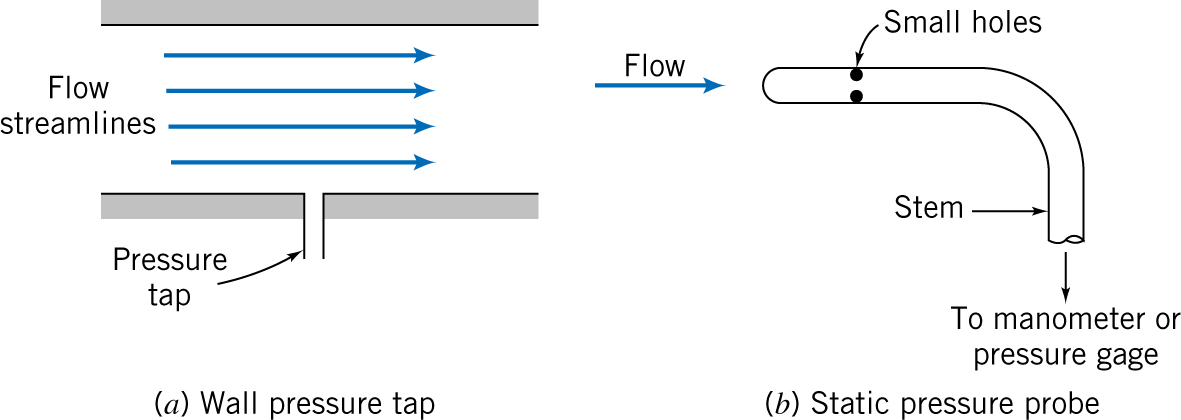 Flow
streamlines
Pressure
tap
(a) Wall pressure tap
Flow
Small holes
Stem
To manometer or
pressure gage
(b) Static pressure probe